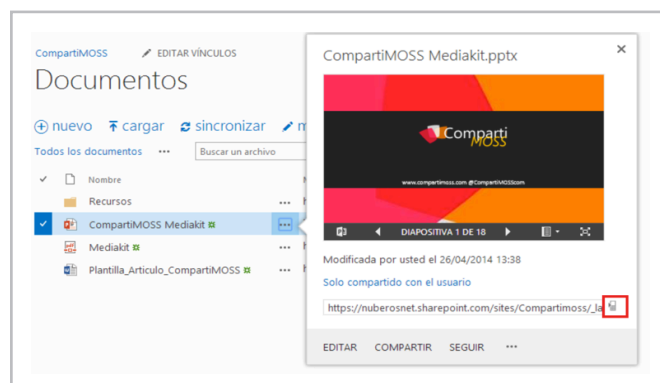 CompartiMOSS EDITAR VÍNCULOS
Documentos
nuevo cargar sincronizar
Todos los documentos ... Buscar un archivo
Nombre
Recursos ...
CompartiMOSS Mediakit ...
Mediakit ...
Plantilla_Articulo_CompartiMOSS ...
CompartiMOSS Mediakit.pptx
Comparti
MOSS
www.compartimoss.com @CompartiMOSScom
DIAPOSITIVA 1 DE 18
Modificada por usted el 26/04/2014 13:38
Solo compartido con el usuario
https://nuberosnet.sharepoint.com/sites/Compartimoss/_la
EDITAR COMPARTIR SEGUIR ...